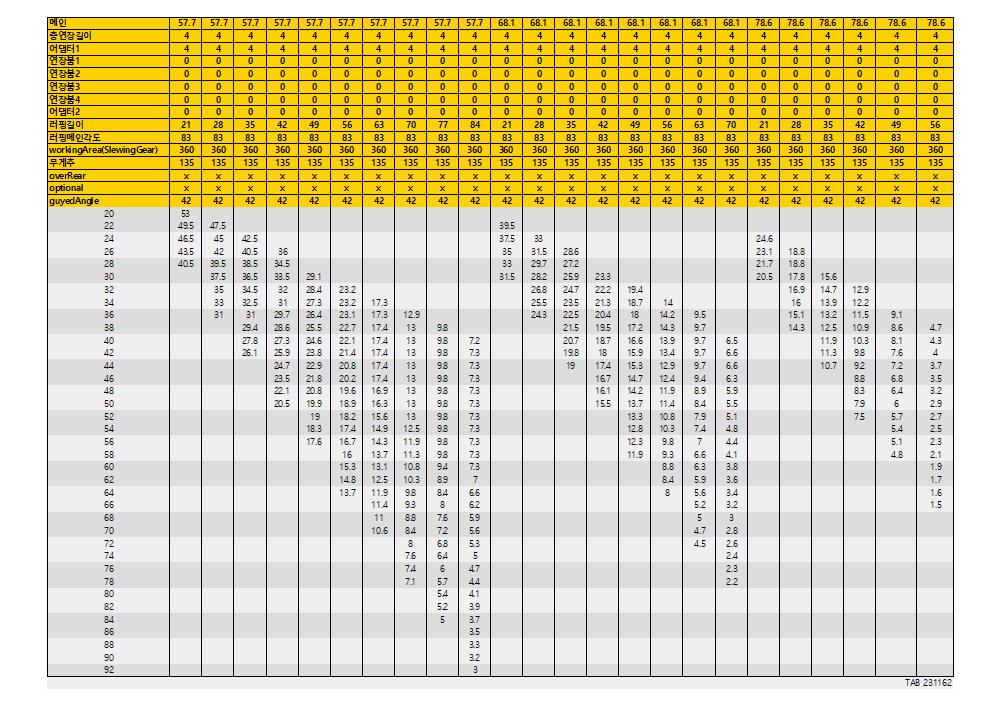 메인 57.7 57.7 57.7 57.7 57.7 57.7 57.7 57.7 57.7 57.7 68.1 68.1 68.1 68.1 68.1 68.1 68.1 68.1 78.6 78.6 78.6 78.6 78.6 78.6
총연장길이 4 4 4 4 4 4 4 4 4 4 4 4 4 4 4 4 4 4 4 4 4 4 4 4
어댑터1 4 4 4 4 4 4 4 4 4 4 4 4 4 4 4 4 4 4 4 4 4 4 4 4
연장붐1 0 0 0 0 0 0 0 0 0 0 0 0 0 0 0 0 0 0 0 0 0 0 0 0
연장붐2 0 0 0 0 0 0 0 0 0 0 0 0 0 0 0 0 0 0 0 0 0 0 0 0
연장붐3 0 0 0 0 0 0 0 0 0 0 0 0 0 0 0 0 0 0 0 0 0 0 0 0
연장붐4 0 0 0 0 0 0 0 0 0 0 0 0 0 0 0 0 0 0 0 0 0 0 0 0
어댑터2 0 0 0 0 0 0 0 0 0 0 0 0 0 0 0 0 0 0 0 0 0 0 0 0
러핑길이 21 28 35 42 49 56 63 70 77 84 21 28 35 42 49 56 63 70 21 28 35 42 49 56
러핑메인각도 83 83 83 83 83 83 83 83 83 83 83 83 83 83 83 83 83 83 83 83 83 83 83 83
workingArea(SlewingGear) 360 360 360 360 360 360 360 360 360 360 360 360 360 360 360 360 360 360 360 360 360 360 360 360
무게추 135 135 135 135 135 135 135 135 135 135 135 135 135 135 135 135 135 135 135 135 135 135 135 135
overRear x x x x x x x x x x x x x x x x x x x x x x x x
optional x x x x x x x x x x x x x x x x x x x x x x x x
guyedAngle 42 42 42 42 42 42 42 42 42 42 42 42 42 42 42 42 42 42 42 42 42 42 42 42
20 53
22 49.5 47.5 39.5
24 46.5 45 42.5 37.5 33 24.6
26 43.5 42 40.5 36 35 31.5 28.6 23.1 18.8
28 40.5 39.5 38.5 34.5 33 29.7 27.2 21.7 18.8
30 37.5 36.5 33.5 29.1 31.5 28.2 25.9 23.3 20.5 17.8 15.6
32 35 34.5 32 28.4 23.2 26.8 24.7 22.2 19.4 16.9 14.7 12.9
34 33 32.5 31 27.3 23.2 17.3 25.5 23.5 21.3 18.7 14 16 13.9 12.2
36 31 31 29.7 26.4 23.1 17.3 12.9 24.3 22.5 20.4 18 14.2 9.5 15.1 13.2 11.5 9.1
38 29.4 28.6 25.5 22.7 17.4 13 9.8 21.5 19.5 17.2 14.3 9.7 14.3 12.5 10.9 8.6 4.7
40 27.8 27.3 24.6 22.1 17.4 13 9.8 7.2 20.7 18.7 16.6 13.9 9.7 6.5 11.9 10.3 8.1 4.3
42 26.1 25.9 23.8 21.4 17.4 13 9.8 7.3 19.8 18 15.9 13.4 9.7 6.6 11.3 9.8 7.6 4
44 24.7 22.9 20.8 17.4 13 9.8 7.3 19 17.4 15.3 12.9 9.7 6.6 10.7 9.2 7.2 3.7
46 23.5 21.8 20.2 17.4 13 9.8 7.3 16.7 14.7 12.4 9.4 6.3 8.8 6.8 3.5
48 22.1 20.8 19.6 16.9 13 9.8 7.3 16.1 14.2 11.9 8.9 5.9 8.3 6.4 3.2
50 20.5 19.9 18.9 16.3 13 9.8 7.3 15.5 13.7 11.4 8.4 5.5 7.9 6 2.9
52 19 18.2 15.6 13 9.8 7.3 13.3 10.8 7.9 5.1 7.5 5.7 2.7
54 18.3 17.4 14.9 12.5 9.8 7.3 12.8 10.3 7.4 4.8 5.4 2.5
56 17.6 16.7 14.3 11.9 9.8 7.3 12.3 9.8 7 4.4 5.1 2.3
58 16 13.7 11.3 9.8 7.3 11.9 9.3 6.6 4.1 4.8 2.1
60 15.3 13.1 10.8 9.4 7.3 8.8 6.3 3.8 1.9
62 14.8 12.5 10.3 8.9 7 8.4 5.9 3.6 1.7
64 13.7 11.9 9.8 8.4 6.6 8 5.6 3.4 1.6
66 11.4 9.3 8 6.2 5.2 3.2 1.5
68 11 8.8 7.6 5.9 5 3
70 10.6 8.4 7.2 5.6 4.7 2.8
72 8 6.8 5.3 4.5 2.6
74 7.6 6.4 5 2.4
76 7.4 6 4.7 2.3
78 7.1 5.7 4.4 2.2
80 5.4 4.1
82 5.2 3.9
84 5 3.7
86 3.5
88 3.3
90 3.2
92 3
TAB 231162